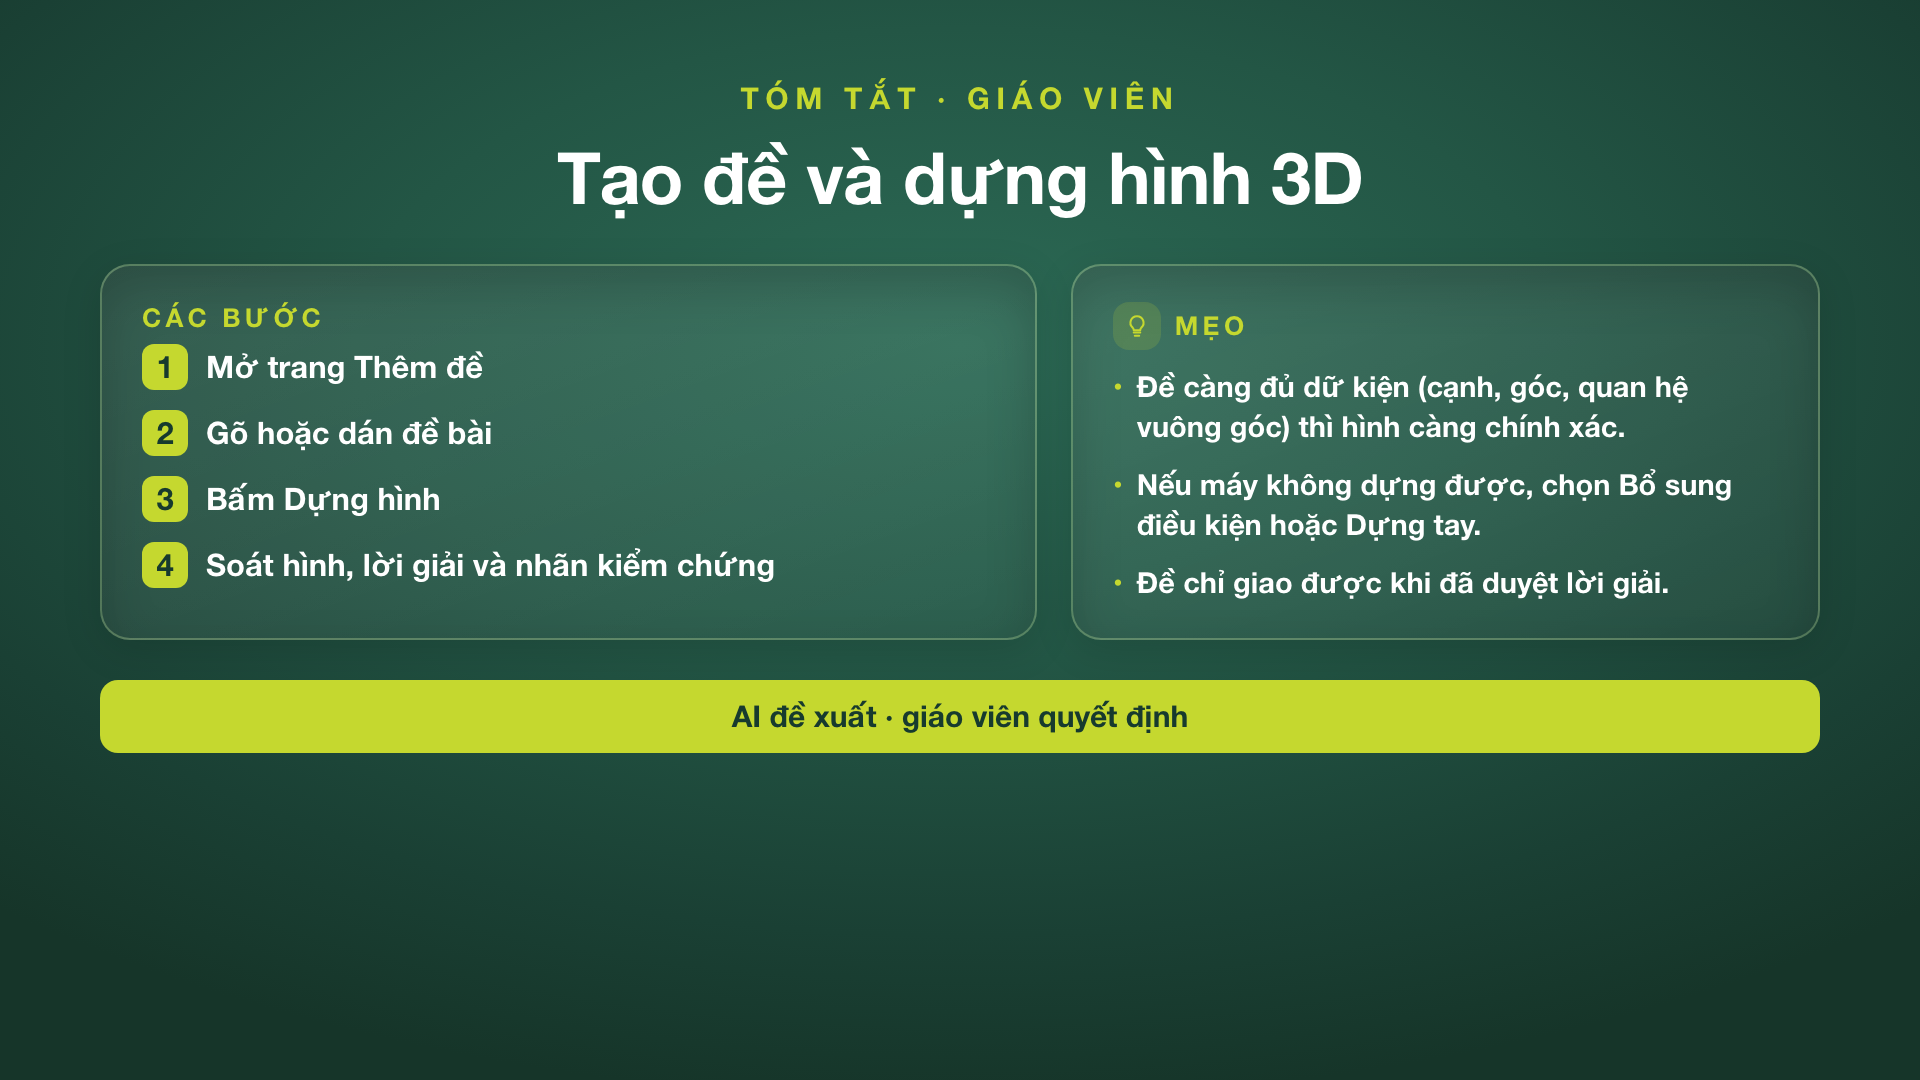 TÓM TẮT · GIÁO VIÊN
Tạo đề và dựng hình 3D
CÁC BƯỚC
1 Mở trang Thêm đề
2 Gõ hoặc dán đề bài
3 Bấm Dựng hình
4 Soát hình, lời giải và nhãn kiểm chứng
MẸO
• Đề càng đủ dữ kiện (cạnh, góc, quan hệ
vuông góc) thì hình càng chính xác.
• Nếu máy không dựng được, chọn Bổ sung
điều kiện hoặc Dựng tay.
• Đề chỉ giao được khi đã duyệt lời giải.
AI đề xuất · giáo viên quyết định